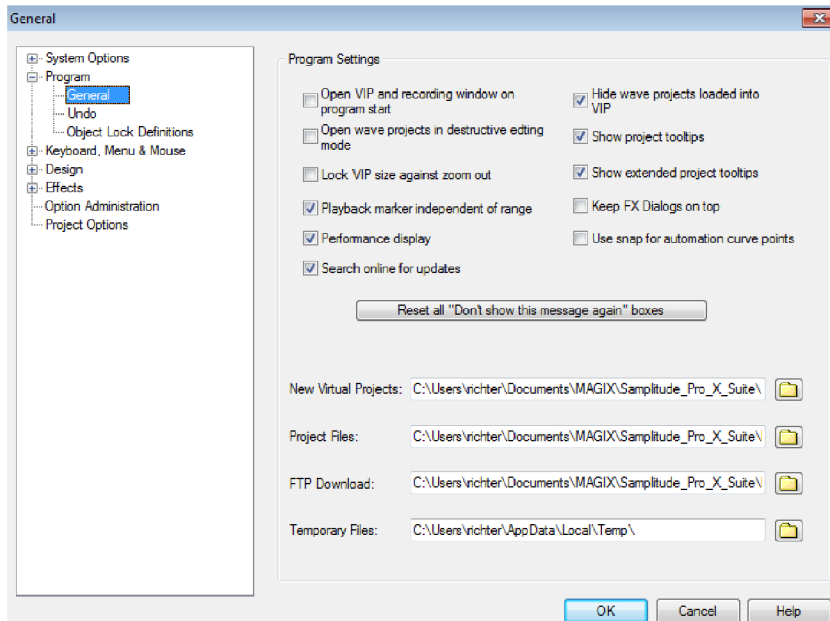 General
System Options
Program
General
Undo
Object Lock Definitions
Keyboard, Menu & Mouse
Design
Effects
Option Administration
Project Options
Program Settings
Open VIP and recording window on
program start
Open wave projects in destructive edting
mode
Lock VIP size against zoom out
Playback marker independent of range
Performance display
Search online for updates
Hide wave projects loaded into
VIP
Show project tooltips
Show extended project tooltips
Keep FX Dialogs on top
Use snap for automation curve points
Reset all "Don't show this message again" boxes
New Virtual Projects: C:\Users\richter\Documents\MAGIX\Samplitude_Pro_X_Suite\
Project Files: C:\Users\richter\Documents\MAGIX\Samplitude_Pro_X_Suite\
FTP Download: C:\Users\richter\Documents\MAGIX\Samplitude_Pro_X_Suite\
Temporary Files: C:\Users\richter\AppData\Local\Temp\
OK Cancel Help